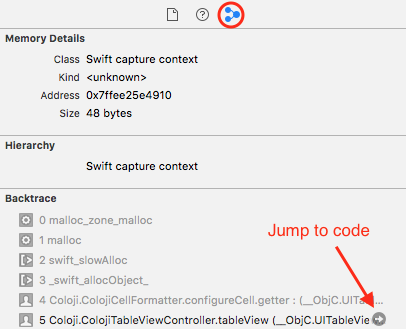 Memory Details
Class Swift capture context
Kind <unknown>
Address 0x7ffee25e4910
Size 48 bytes
Hierarchy
Swift capture context
Backtrace
Jump to code
0 malloc_zone_malloc
1 malloc
2 swift_slowAlloc
3 _swift_allocObject_
4 Coloji.ColojiCellFormatter.configureCell.getter : (__ObjC.UITa...
5 Coloji.ColojiTableViewController.tableView (__ObjC.UITableVie